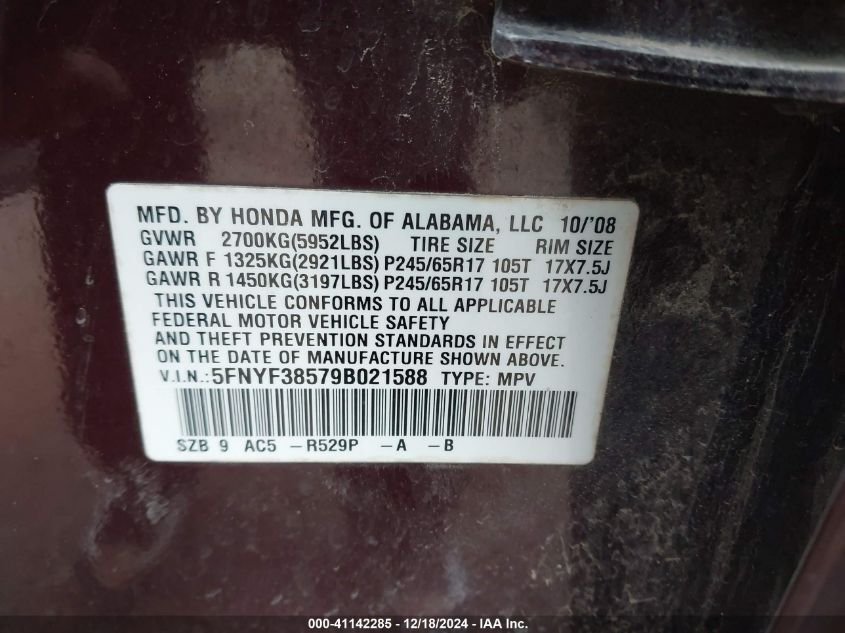 MFD. BY HONDA MFG. OF ALABAMA, LLC 10/'08
GVWR 2700KG(5952LBS) TIRE SIZE RIM SIZE
GAWR F 1325KG(2921LBS) P245/65R17 105T 17X7.5J
GAWR R 1450KG(3197LBS) P245/65R17 105T 17X7.5J
THIS VEHICLE CONFORMS TO ALL APPLICABLE
FEDERAL MOTOR VEHICLE SAFETY
AND THEFT PREVENTION STANDARDS IN EFFECT
ON THE DATE OF MANUFACTURE SHOWN ABOVE.
V.I.N.:5FNYF38579B021588 TYPE: MPV
SZB 9 AC5 -R529P -A -B
000-41142285 - 12/18/2024 - IAA Inc.